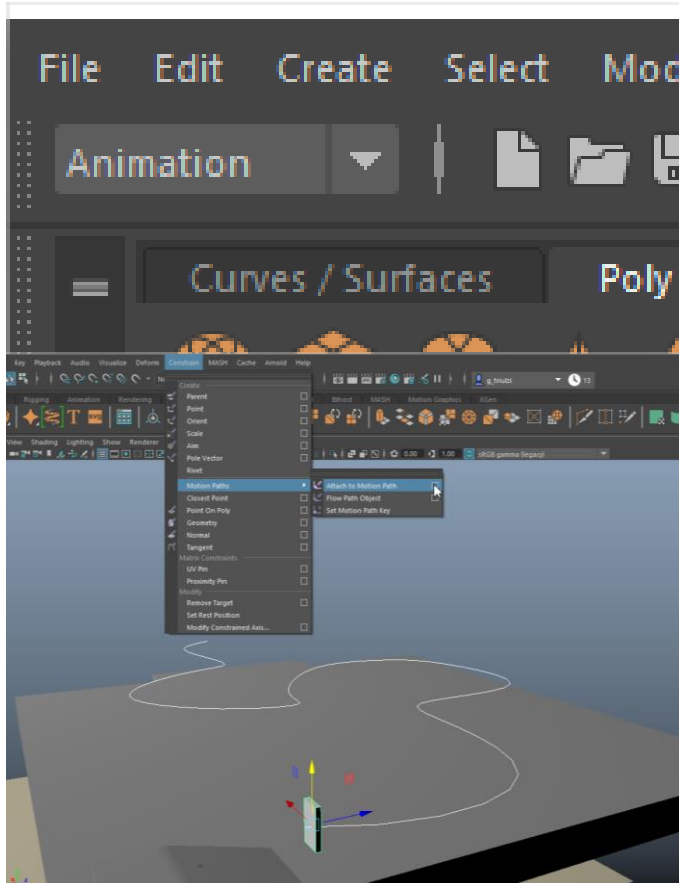 File Edit Create Select Mod
Animation
Curves / Surfaces Poly
Key Playback Audio Visualize Deform Constrain MASH Cache Arnold Help
g_tniubi 13
Rigging Animation Rendering Bifrost MASH Motion Graphics XGen
View Shading Lighting Show Renderer
0.00 1.00 sRGB gamma (legacy)
Create
Parent
Point
Orient
Scale
Aim
Pole Vector
Rivet
Motion Paths
Attach to Motion Path
Flow Path Object
Set Motion Path Key
Closest Point
Point On Poly
Geometry
Normal
Tangent
Matrix Constraints
UV Pin
Proximity Pin
Modify
Remove Target
Set Rest Position
Modify Constrained Axis...